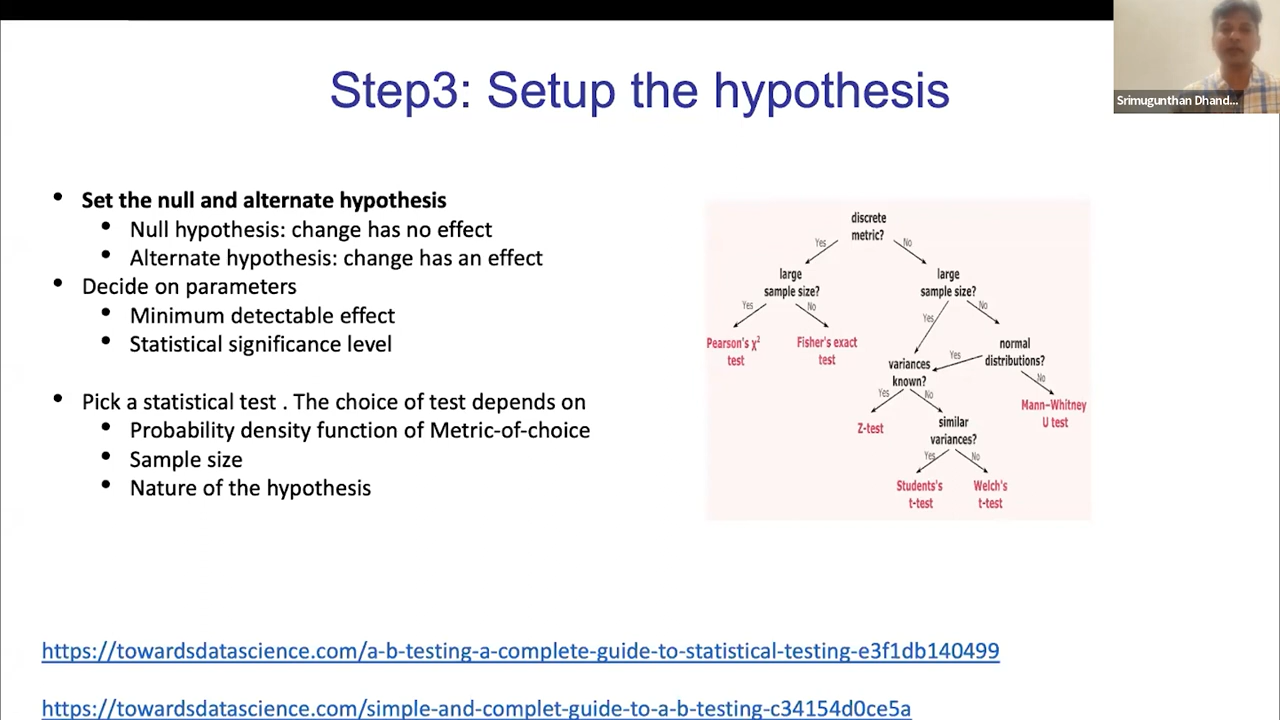 Step3: Setup the hypothesis
Srimugunthan Dhand...
• Set the null and alternate hypothesis
• Null hypothesis: change has no effect
• Alternate hypothesis: change has an effect
• Decide on parameters
• Minimum detectable effect
• Statistical significance level
• Pick a statistical test . The choice of test depends on
• Probability density function of Metric-of-choice
• Sample size
• Nature of the hypothesis
discrete
metric?
Yes
No
large
sample size?
large
sample size?
Yes
No
Yes
No
Pearson's χ²
test
Fisher's exact
test
normal
distributions?
Yes
No
variances
known?
Yes
No
Mann–Whitney
U test
Z-test
similar
variances?
Yes
No
Students's
t-test
Welch's
t-test
https://towardsdatascience.com/a-b-testing-a-complete-guide-to-statistical-testing-e3f1db140499
https://towardsdatascience.com/simple-and-complet-guide-to-a-b-testing-c34154d0ce5a